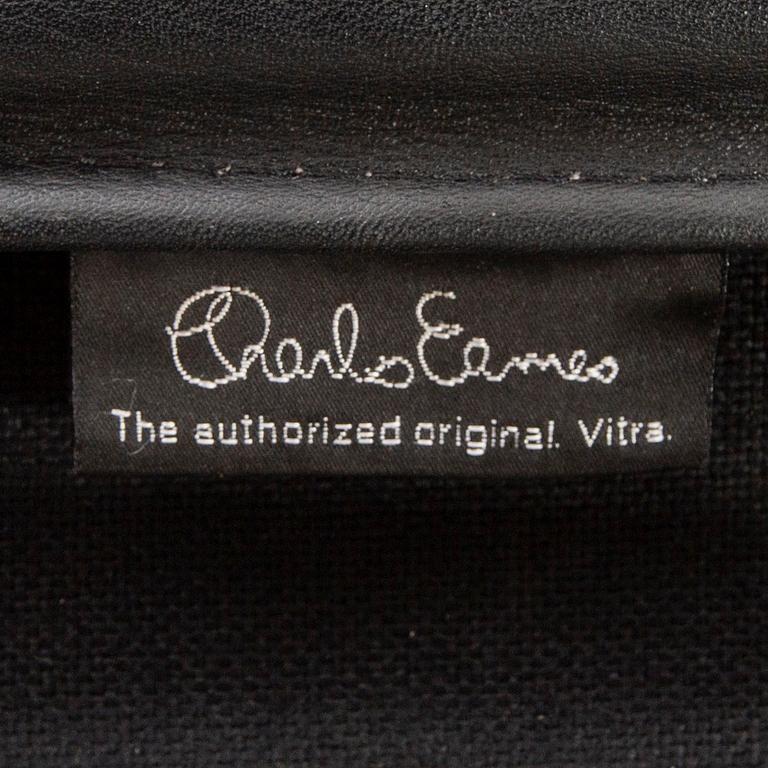 Charles Eames
The authorized original. Vitra.